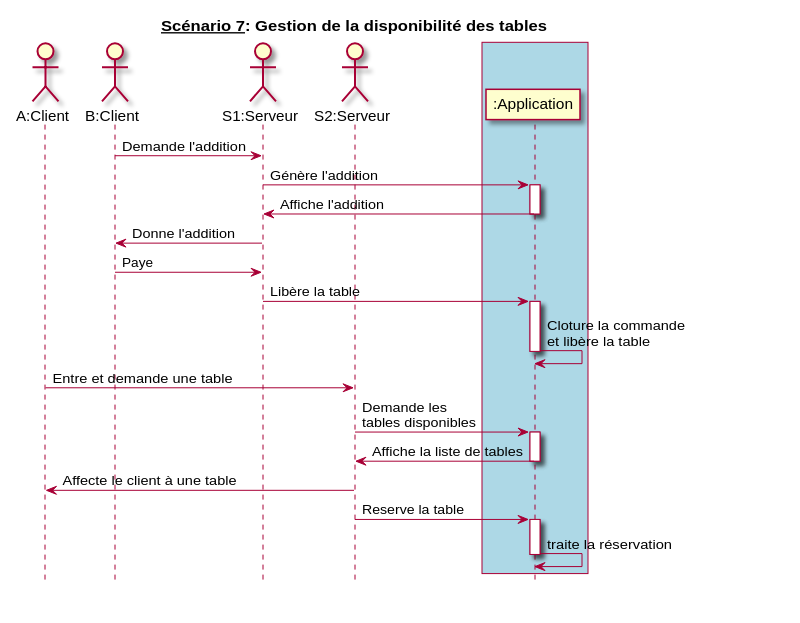 Scénario 7: Gestion de la disponibilité des tables
A:Client
B:Client
S1:Serveur
S2:Serveur
:Application
Demande l'addition
Génère l'addition
Affiche l'addition
Donne l'addition
Paye
Libère la table
Cloture la commande
et libère la table
Entre et demande une table
Demande les
tables disponibles
Affiche la liste de tables
Affecte le client à une table
Reserve la table
traite la réservation